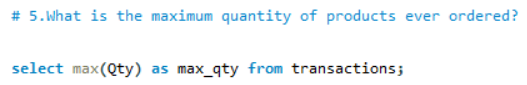 # 5.What is the maximum quantity of products ever ordered?
select max(Qty) as max_qty from transactions;